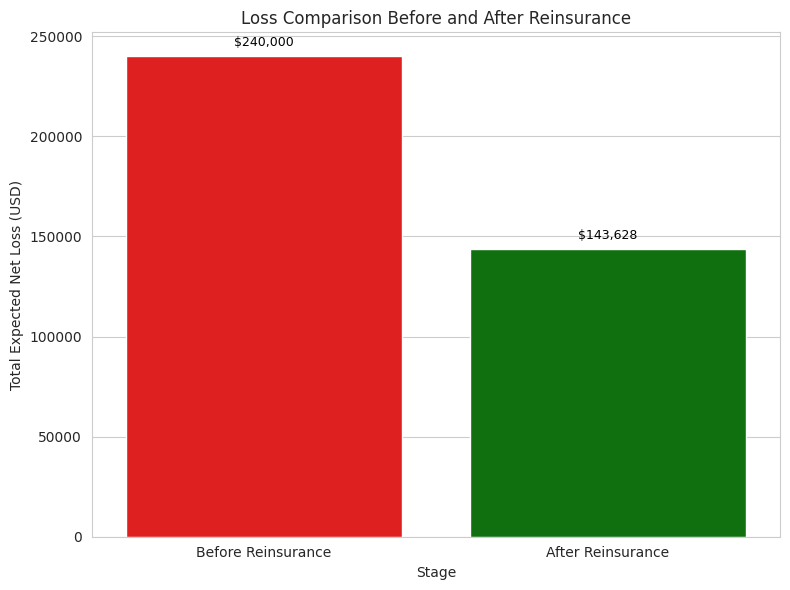 Loss Comparison Before and After Reinsurance
Total Expected Net Loss (USD)
250000
200000
150000
100000
50000
0
$240,000
$143,628
Before Reinsurance
After Reinsurance
Stage